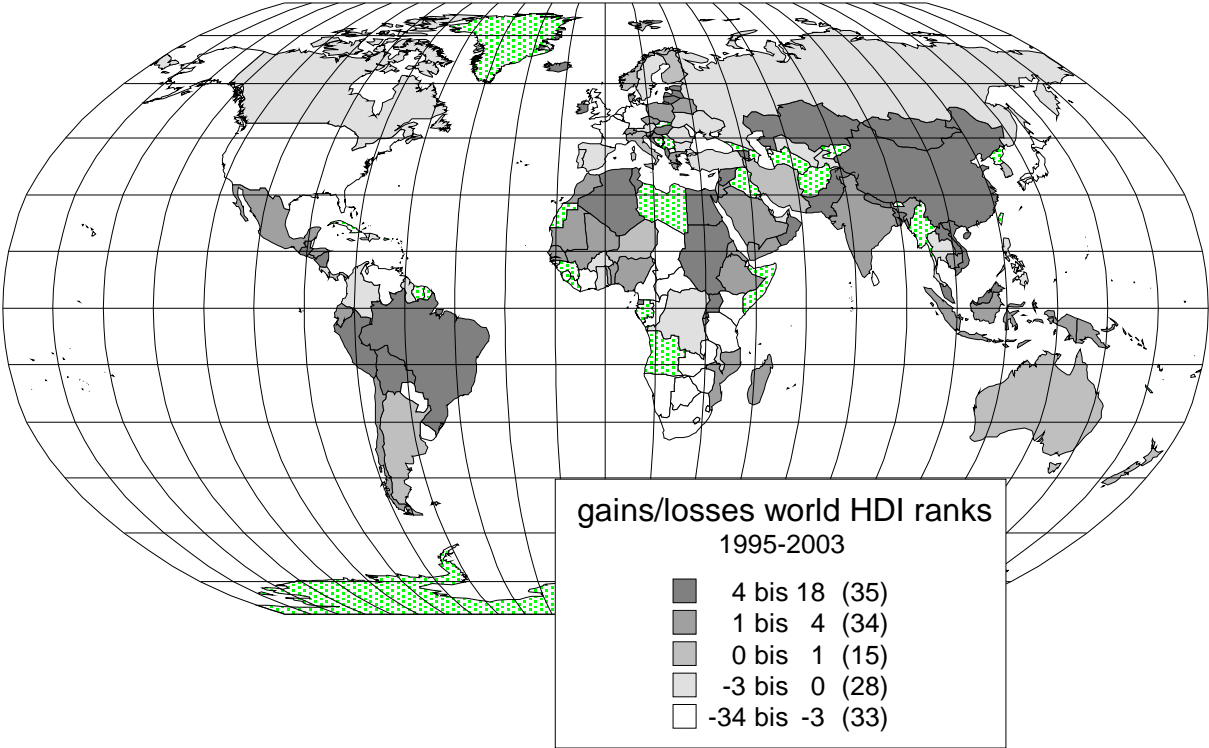 gains/losses world HDI ranks
1995-2003
4 bis 18 (35)
1 bis 4 (34)
0 bis 1 (15)
-3 bis 0 (28)
-34 bis -3 (33)